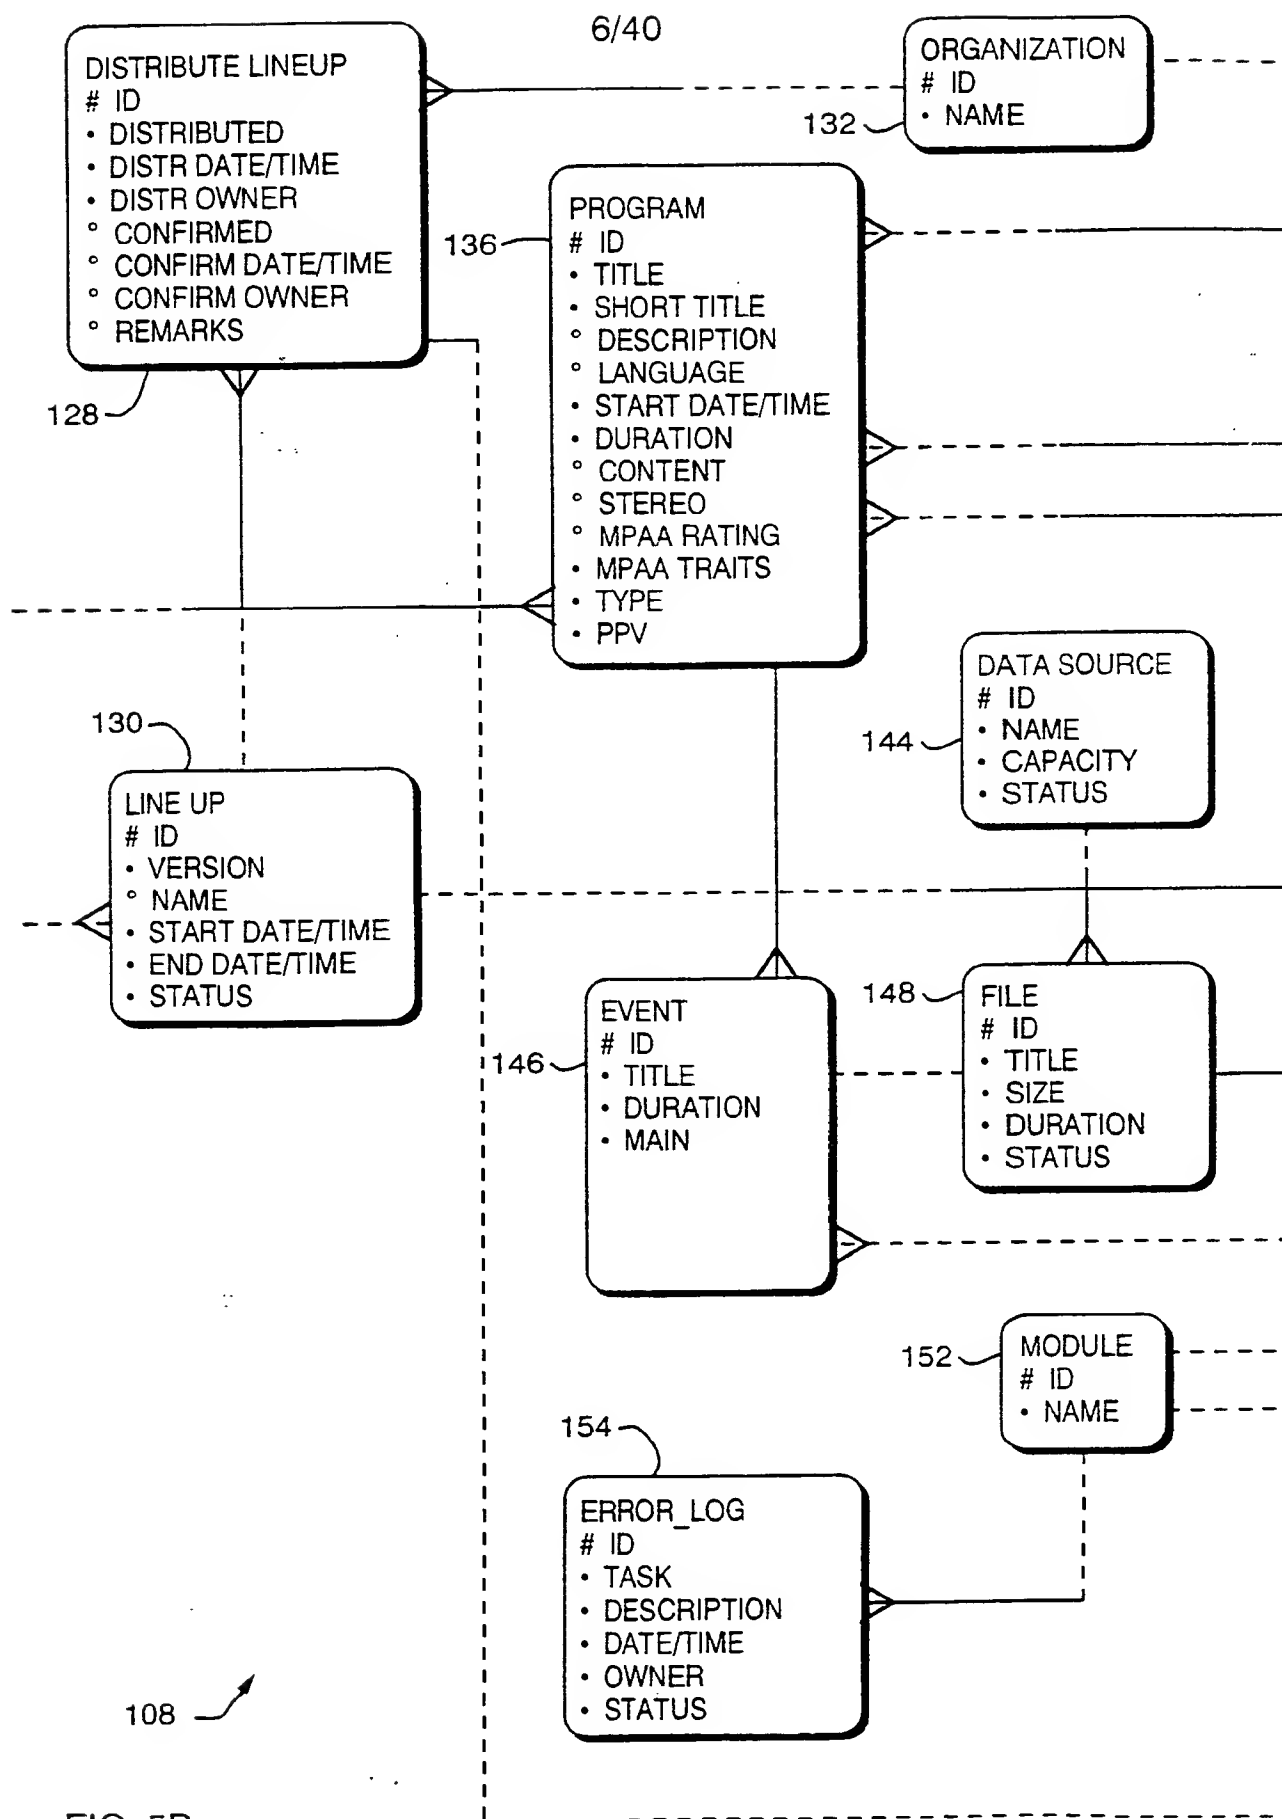 6/40
DISTRIBUTE LINEUP
# ID
• DISTRIBUTED
• DISTR DATE/TIME
• DISTR OWNER
° CONFIRMED
° CONFIRM DATE/TIME
° CONFIRM OWNER
° REMARKS
128
ORGANIZATION
# ID
• NAME
132
PROGRAM
# ID
• TITLE
• SHORT TITLE
° DESCRIPTION
° LANGUAGE
• START DATE/TIME
• DURATION
° CONTENT
° STEREO
° MPAA RATING
• MPAA TRAITS
• TYPE
• PPV
136
DATA SOURCE
# ID
• NAME
• CAPACITY
• STATUS
144
130
LINE UP
# ID
• VERSION
° NAME
• START DATE/TIME
• END DATE/TIME
• STATUS
EVENT
# ID
• TITLE
• DURATION
• MAIN
146
148
FILE
# ID
• TITLE
• SIZE
• DURATION
• STATUS
152
MODULE
# ID
• NAME
154
ERROR_LOG
# ID
• TASK
• DESCRIPTION
• DATE/TIME
• OWNER
• STATUS
108